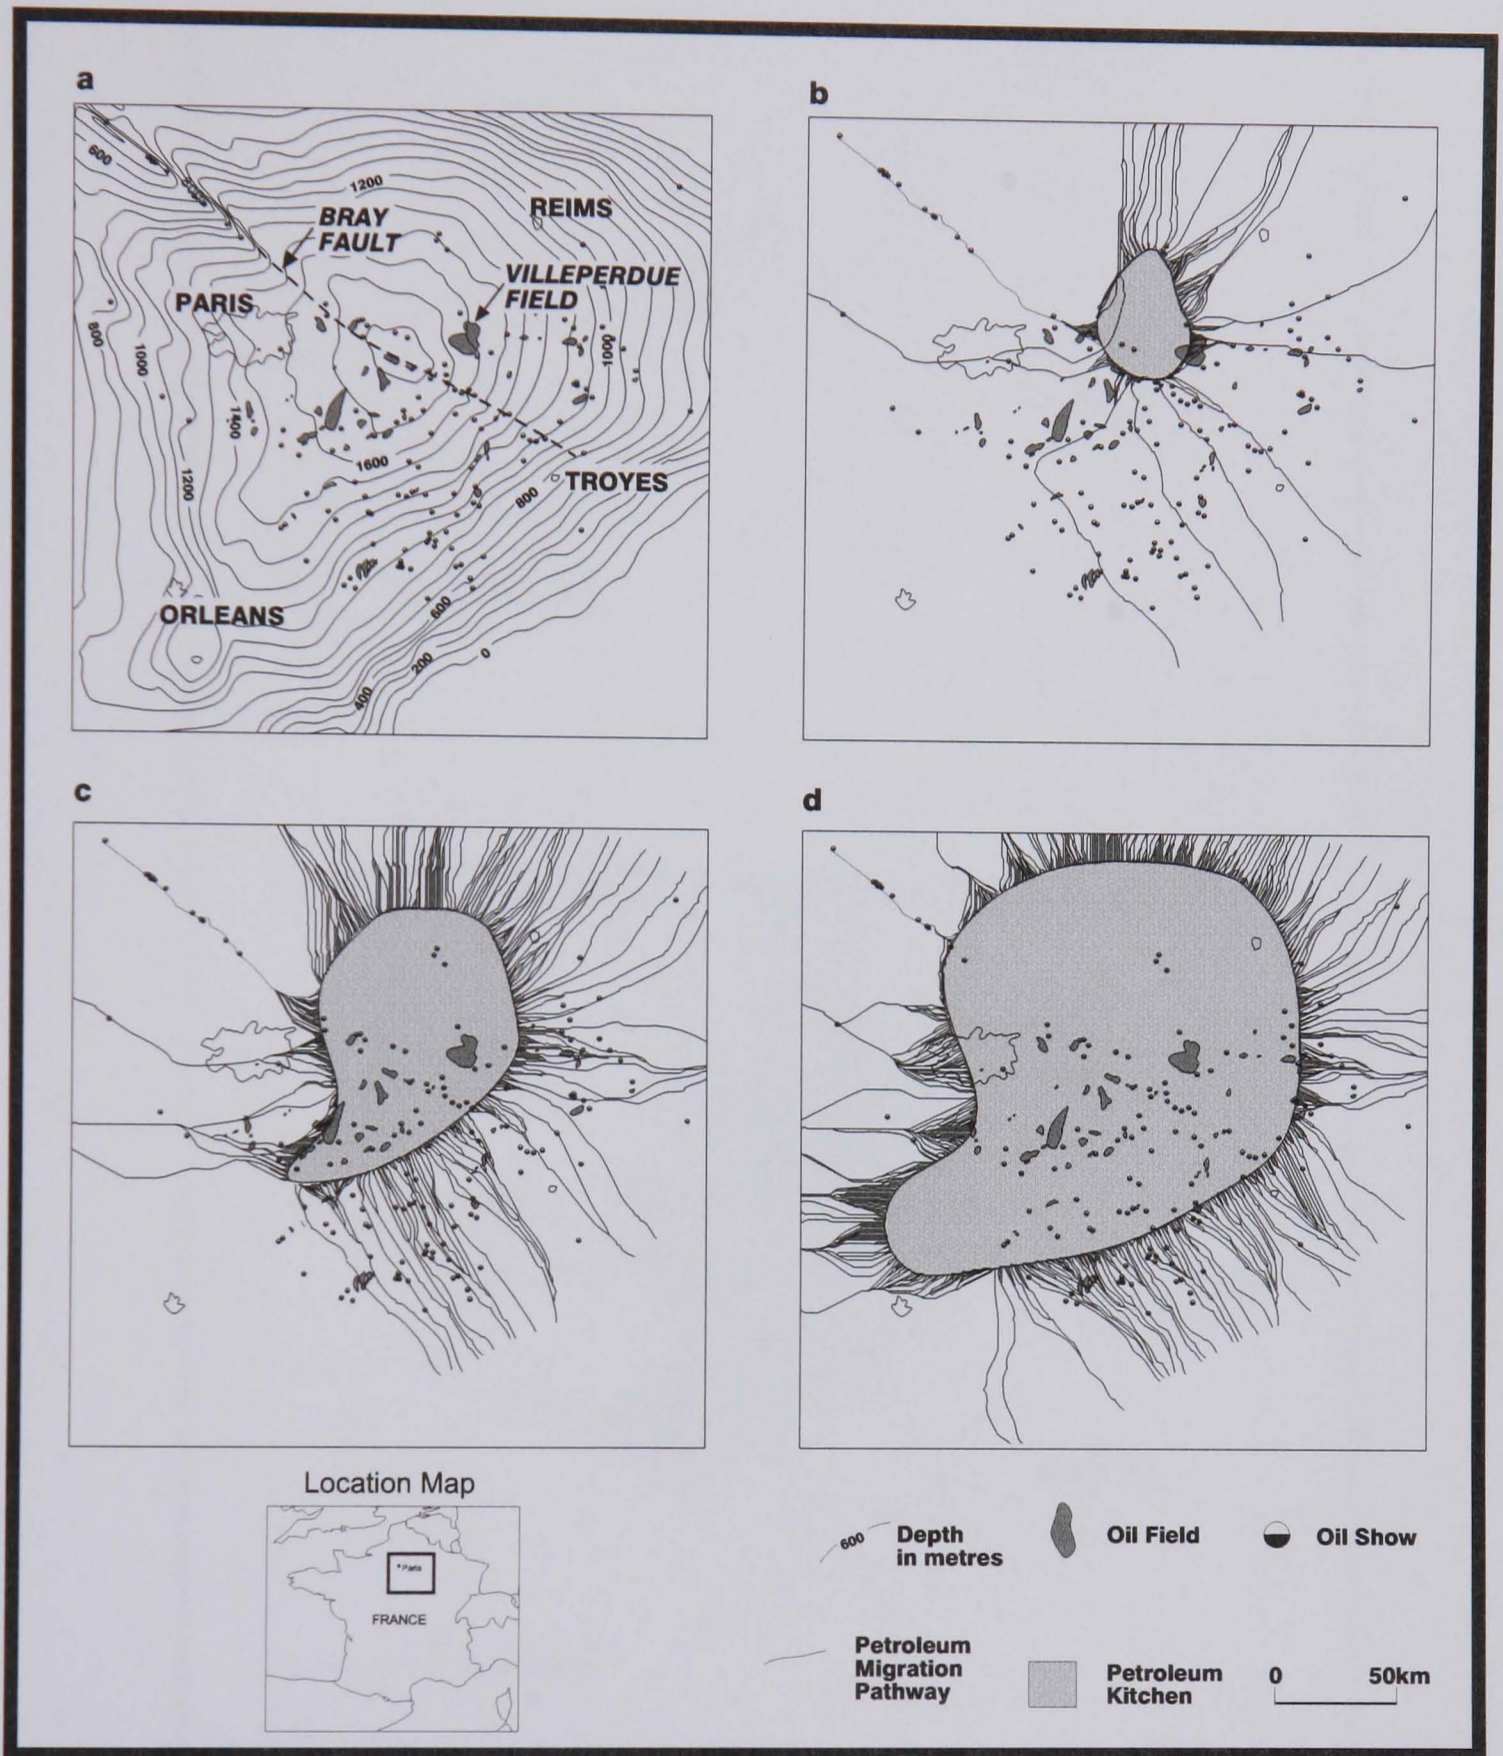 a
600
1200
REIMS
BRAY
FAULT
VILLEPERDUE
FIELD
PARIS
800
1000
1000
1400
1600
1200
TROYES
800
ORLEANS
600
200
0
400
b
c
d
Location Map
Paris
FRANCE
600
Depth
in metres
Oil Field
Oil Show
Petroleum
Migration
Pathway
Petroleum
Kitchen
0
50km